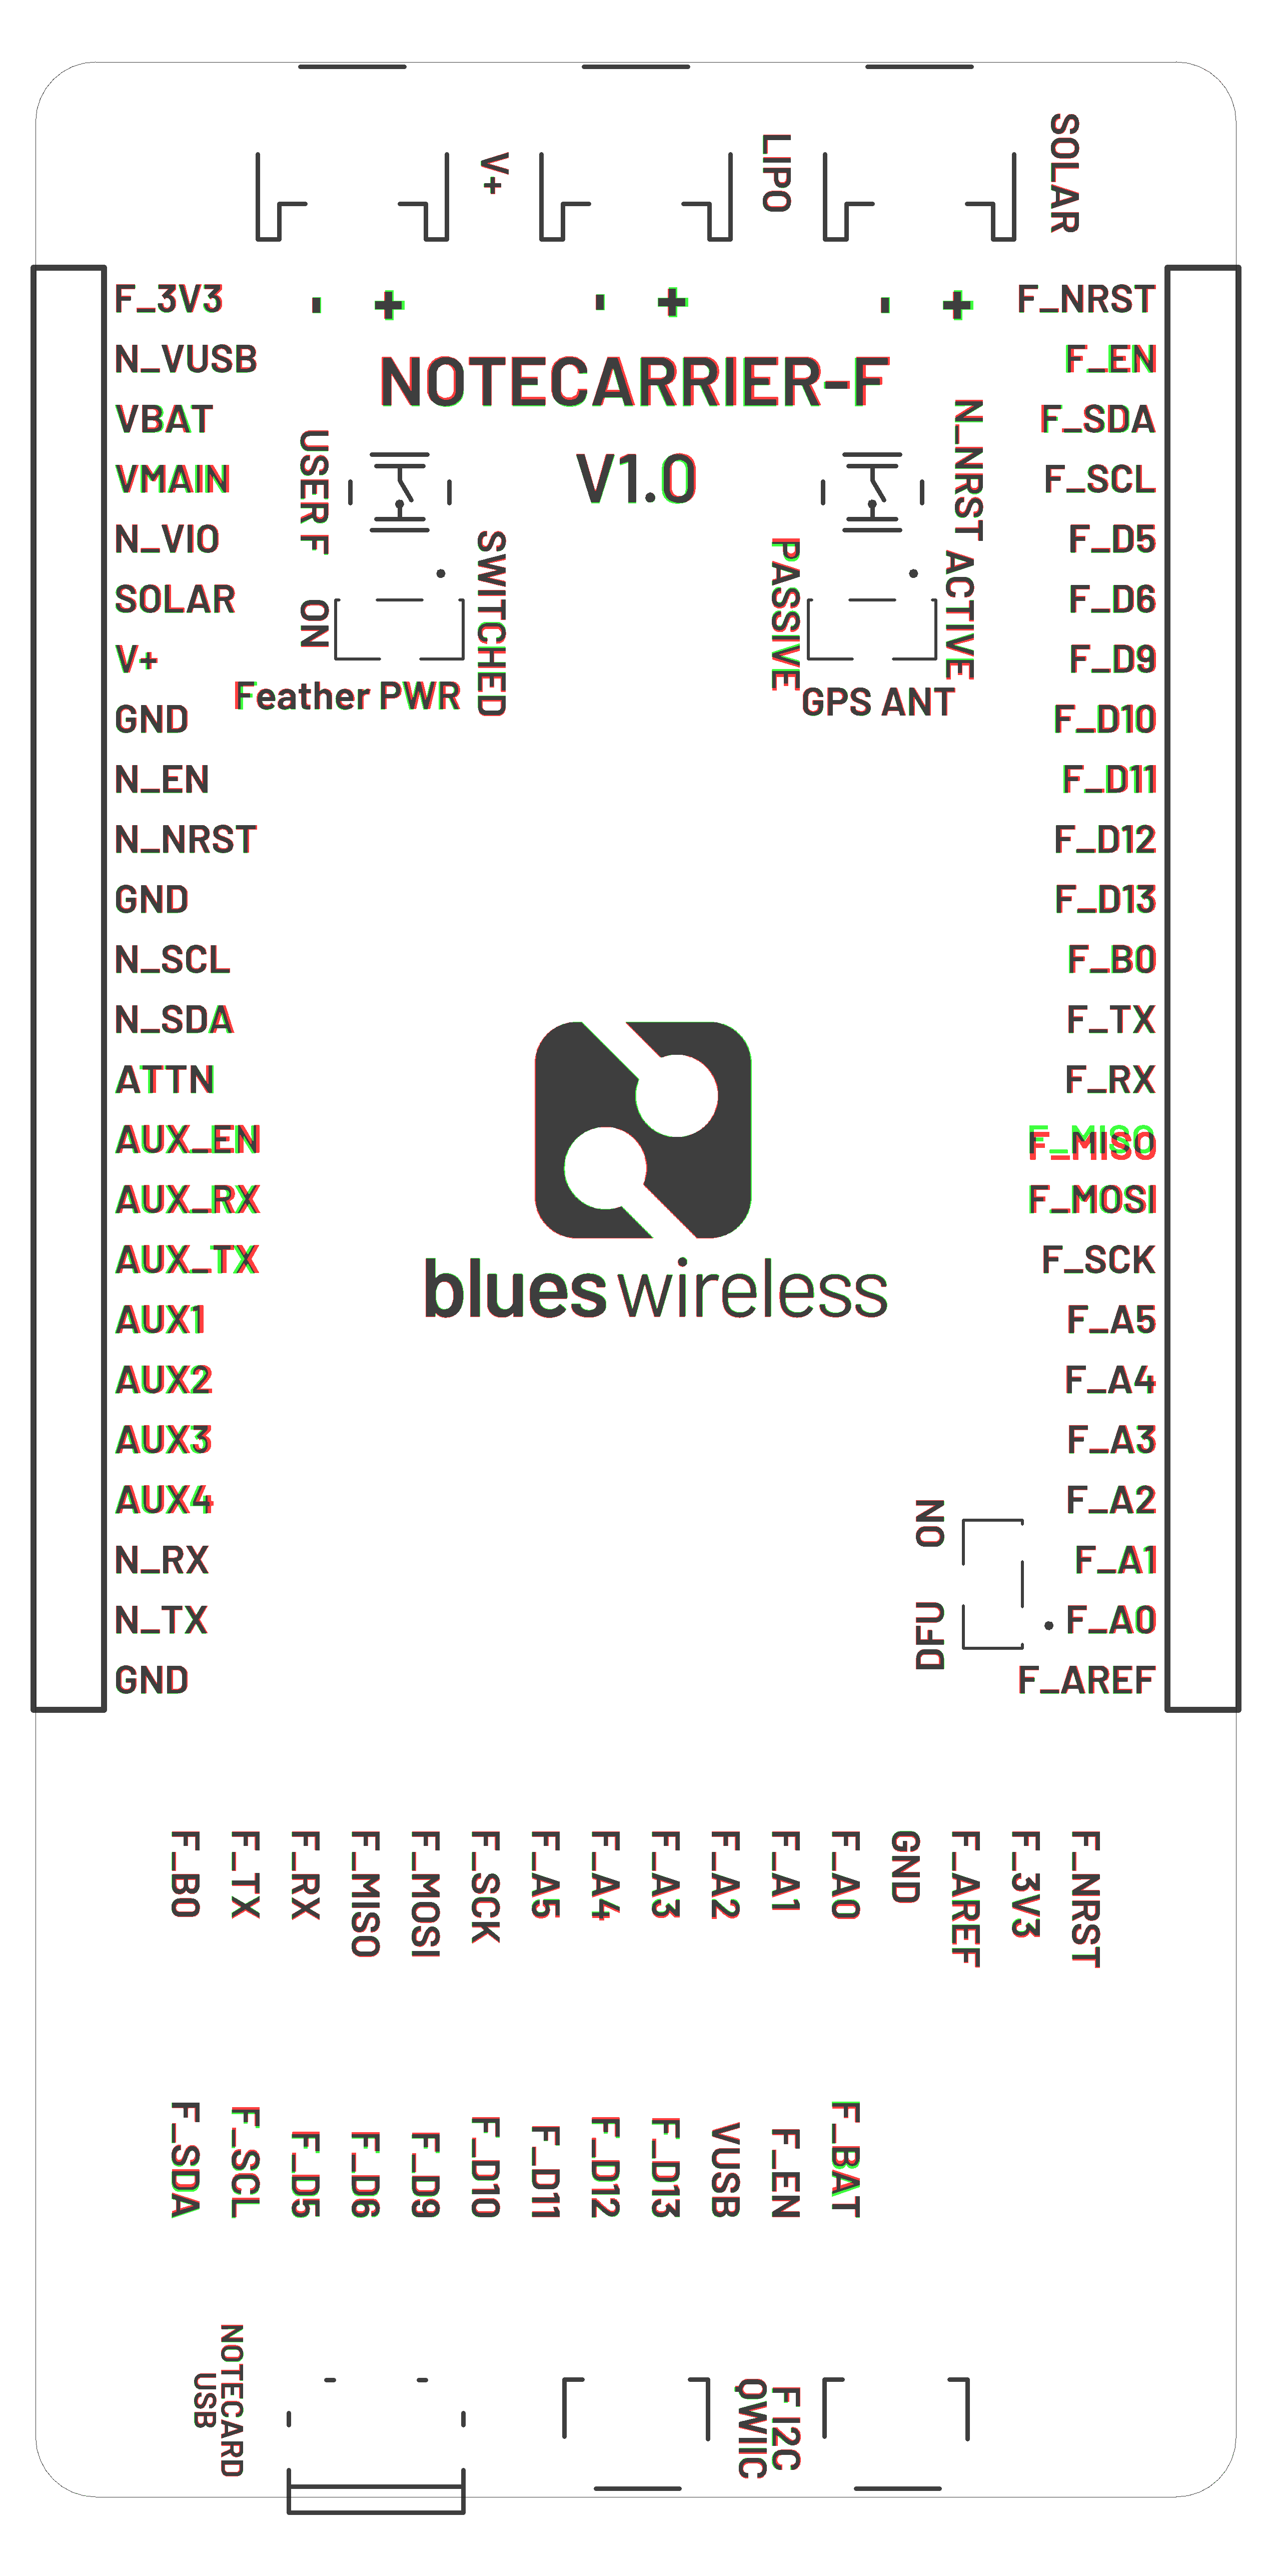 V+
LIPO
SOLAR
- +
- +
- +
NOTECARRIER-F
V1.0
F_3V3
N_VUSB
VBAT
VMAIN
N_VIO
SOLAR
V+
GND
N_EN
N_NRST
GND
N_SCL
N_SDA
ATTN
AUX_EN
AUX_RX
AUX_TX
AUX1
AUX2
AUX3
AUX4
N_RX
N_TX
GND
USER F
ON
SWITCHED
Feather PWR
N_NRST
PASSIVE
ACTIVE
GPS ANT
F_NRST
F_EN
F_SDA
F_SCL
F_D5
F_D6
F_D9
F_D10
F_D11
F_D12
F_D13
F_B0
F_TX
F_RX
F_MISO
F_MOSI
F_SCK
F_A5
F_A4
F_A3
F_A2
F_A1
F_A0
F_AREF
blues wireless
ON
DFU
F_B0
F_TX
F_RX
F_MISO
F_MOSI
F_SCK
F_A5
F_A4
F_A3
F_A2
F_A1
F_A0
GND
F_AREF
F_3V3
F_NRST
F_SDA
F_SCL
F_D5
F_D6
F_D9
F_D10
F_D11
F_D12
F_D13
VUSB
F_EN
F_BAT
NOTECARD
USB
F I2C
QWIIC